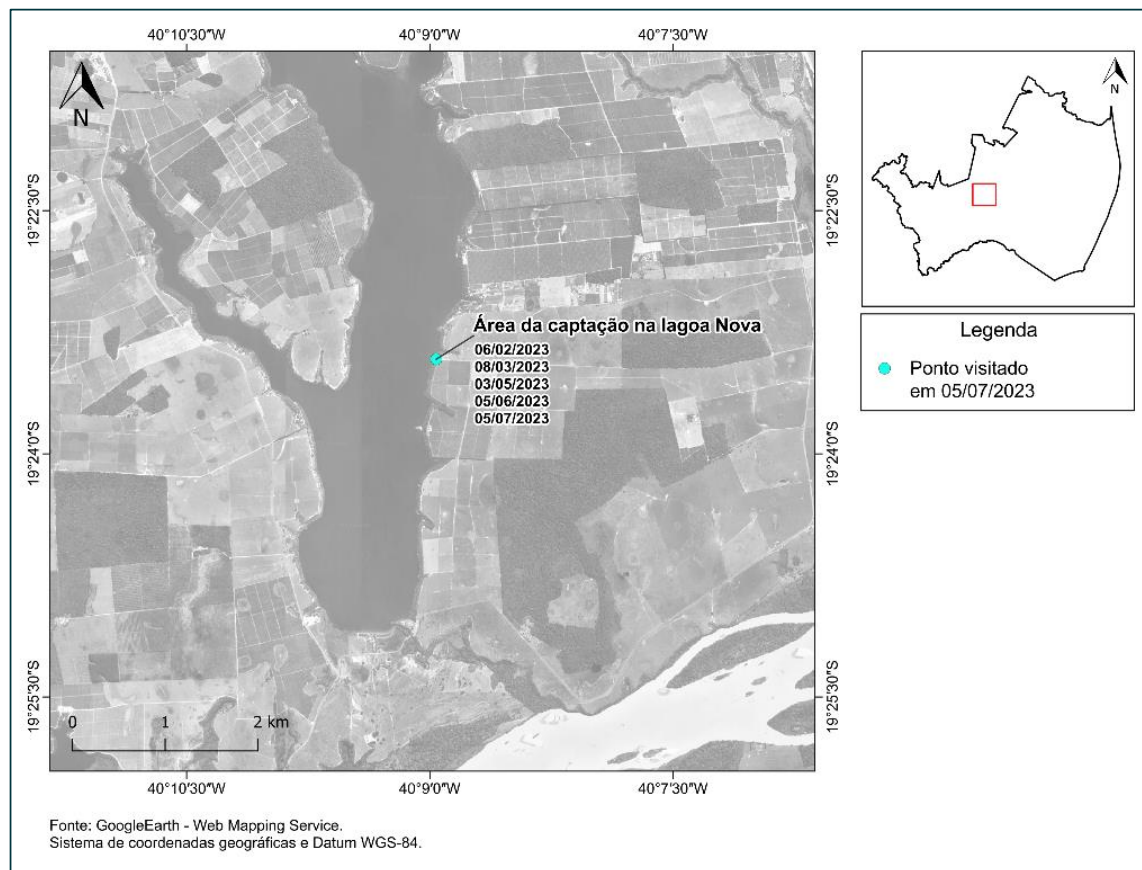 40°10'30"W
40°9'0"W
40°7'30"W
N
N
19°22'30"S
19°22'30"S
Área da captação na lagoa Nova
06/02/2023
08/03/2023
03/05/2023
05/06/2023
05/07/2023
Legenda
Ponto visitado
em 05/07/2023
19°24'0"S
19°24'0"S
19°25'30"S
19°25'30"S
0 1 2 km
40°10'30"W
40°9'0"W
40°7'30"W
Fonte: GoogleEarth - Web Mapping Service.
Sistema de coordenadas geográficas e Datum WGS-84.